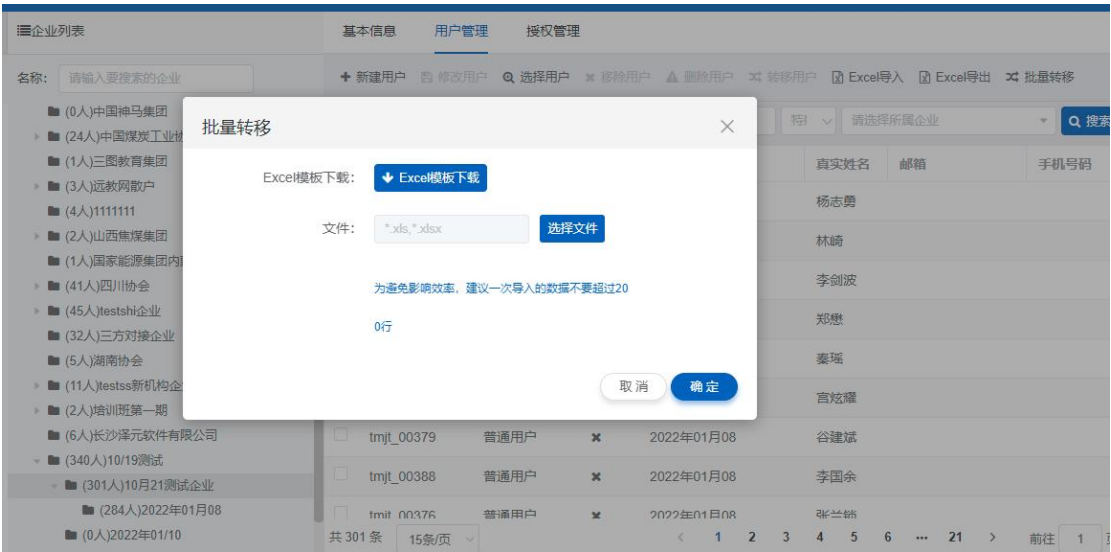 企业列表
基本信息 用户管理 授权管理
名称: 请输入要搜索的企业
新建用户 修改用户 选择用户 移除用户 删除用户 转移用户 Excel导入 Excel导出 批量转移
(0人)中国神马集团
请选择所属企业 搜索
(24人)中国煤炭工业协
批量转移
(1人)三图教育集团
真实姓名 邮箱 手机号码
Excel模板下载: Excel模板下载
(3人)远教网散户
杨志勇
(4人)1111111
文件: *.xls,*.xlsx 选择文件
(2人)山西焦煤集团
林崎
(1人)国家能源集团内
(41人)四川协会
为避免影响效率，建议一次导入的数据不要超过20
0行
李剑波
(45人)testshi企业
郑懋
(32人)三方对接企业
(5人)湖南协会
秦瑶
(11人)testss新机构企
取消 确定
宫炫耀
(2人)培训班第一期
(6人)长沙泽元软件有限公司
tmjt_00379 普通用户 2022年01月08 谷建斌
(340人)10/19测试
tmjt_00388 普通用户 2022年01月08 李国余
(301人)10月21测试企业
(284人)2022年01月08
tmjt_00376 普通用户 2022年01月08
(0人)2022年01/10
共 301 条 15条/页 1 2 3 4 5 6 ... 21 前往 1